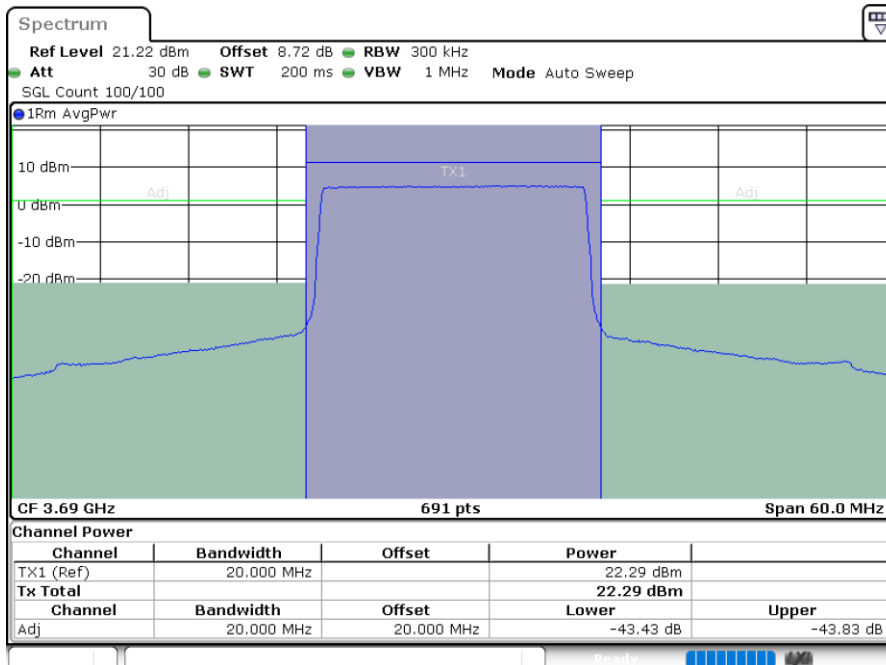 Spectrum
Ref Level 21.22 dBm Offset 8.72 dB RBW 300 kHz
Att 30 dB SWT 200 ms VBW 1 MHz Mode Auto Sweep
SGL Count 100/100
1Rm AvgPwr
10 dBm
TX1
Adj Adj
0 dBm
-10 dBm
-20 dBm
CF 3.69 GHz 691 pts Span 60.0 MHz
Channel Power
Channel Bandwidth Offset Power
TX1 (Ref) 20.000 MHz 22.29 dBm
Tx Total 22.29 dBm
Channel Bandwidth Offset Lower Upper
Adj 20.000 MHz 20.000 MHz -43.43 dB -43.83 dB
Ready